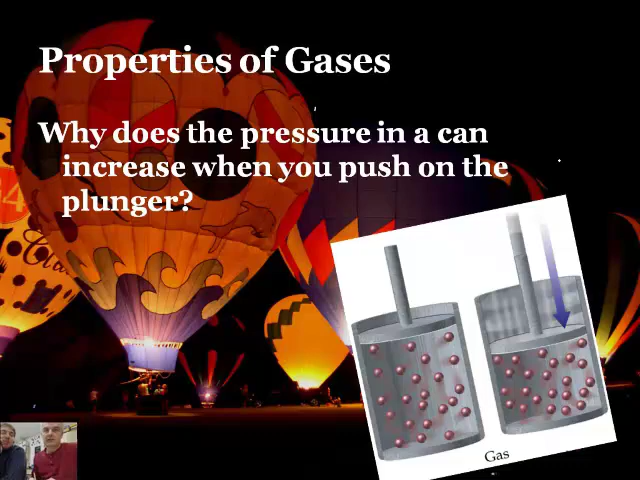 Properties of Gases
Why does the pressure in a can
increase when you push on the
plunger?
Gas